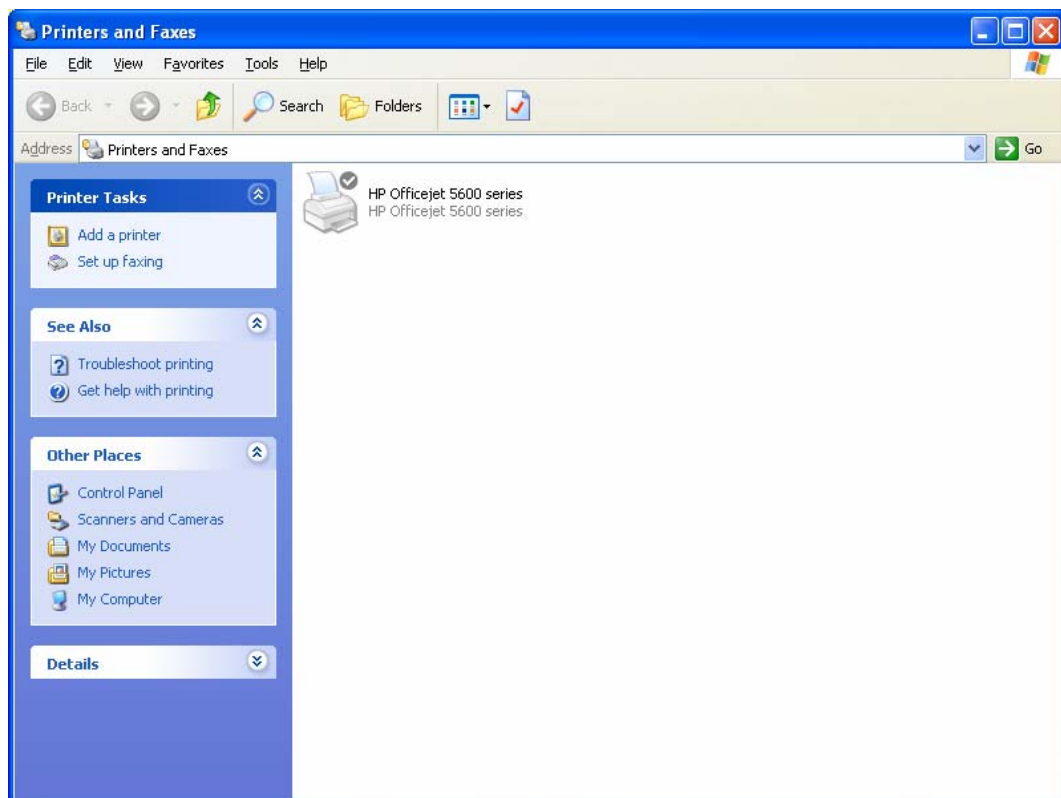 Printers and Faxes
File Edit View Favorites Tools Help
Back Search Folders
Address Printers and Faxes Go
Printer Tasks
Add a printer
Set up faxing
See Also
Troubleshoot printing
Get help with printing
Other Places
Control Panel
Scanners and Cameras
My Documents
My Pictures
My Computer
Details
HP Officejet 5600 series
HP Officejet 5600 series